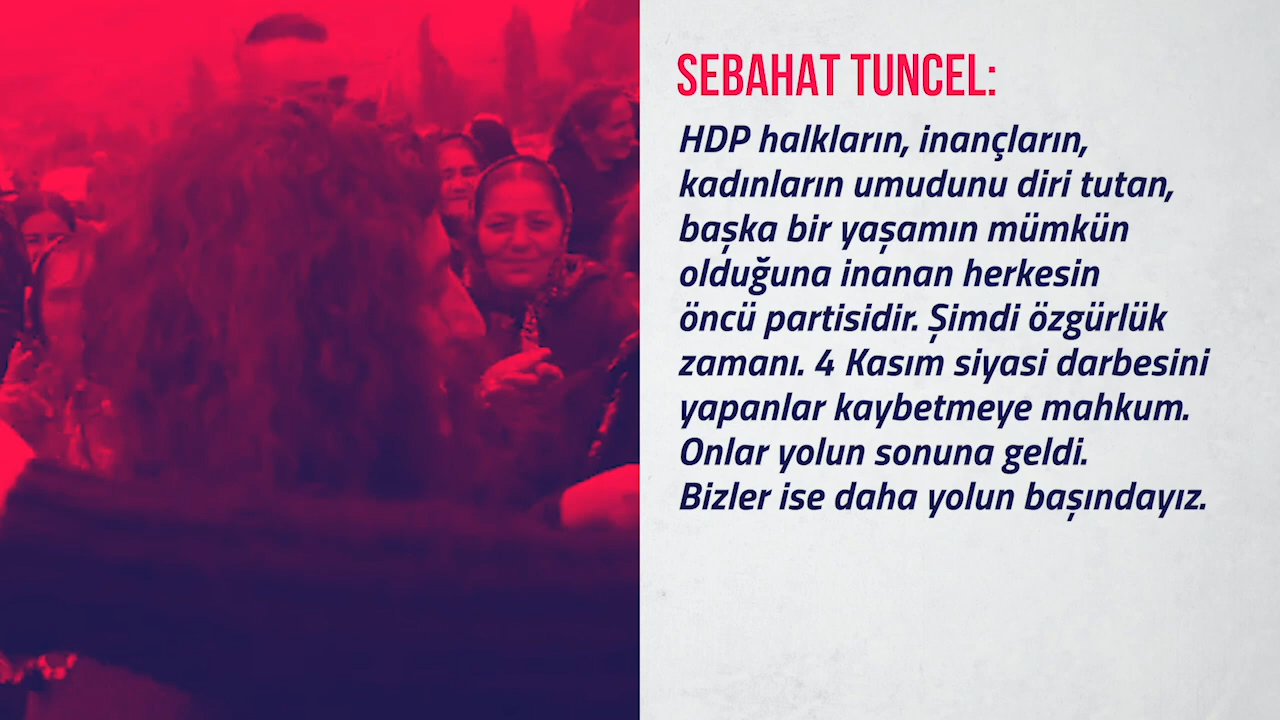 SEBAHAT TUNCEL:
HDP halkların, inançların,
kadınların umudunu diri tutan,
başka bir yaşamın mümkün
olduğuna inanan herkesin
öncü partisidir. Şimdi özgürlük
zamanı. 4 Kasım siyasi darbesini
yapanlar kaybetmeye mahkum.
Onlar yolun sonuna geldi.
Bizler ise daha yolun başındayız.